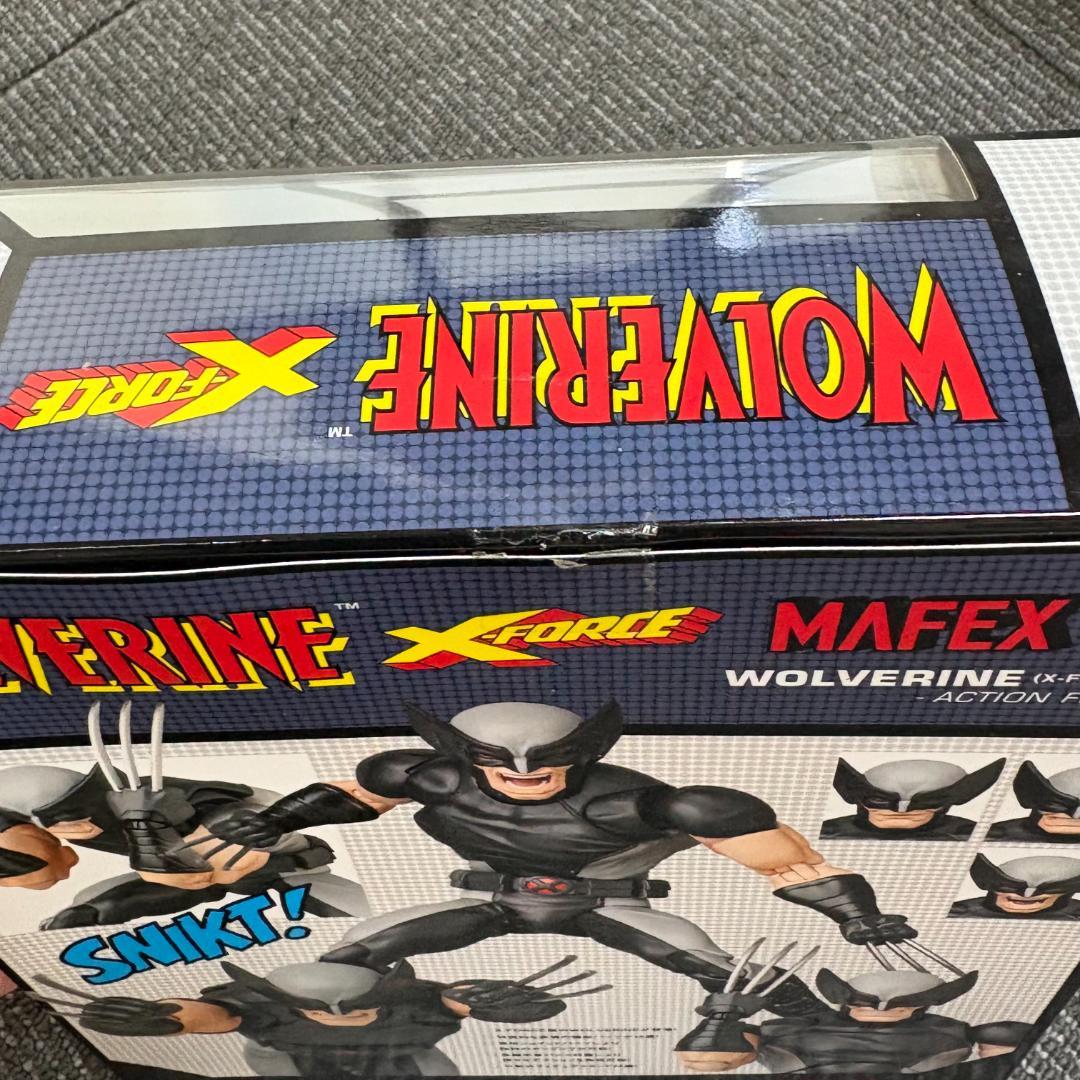 WOLVERINE
X-FORCE
TM
VERINE
TM
X-FORCE
MAFEX
WOLVERINE (X-F
- ACTION F
SNIKT!